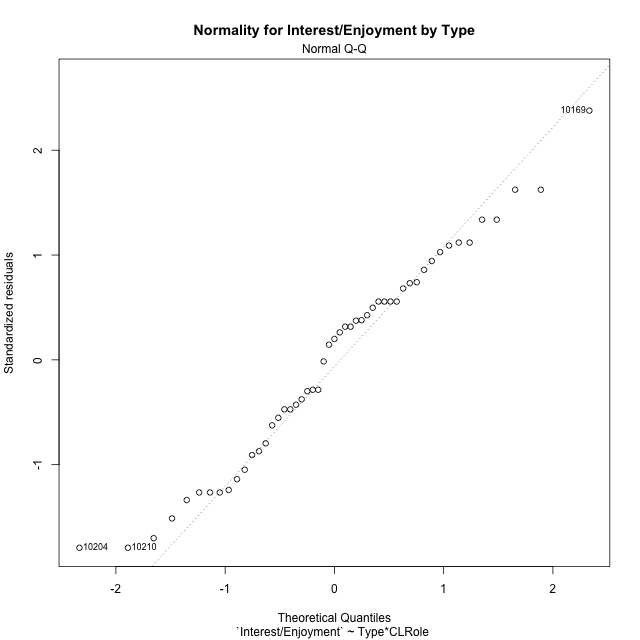 Normality for Interest/Enjoyment by Type
Normal Q-Q
Standardized residuals
2
1
0
-1
10169
10204
10210
-2
-1
0
1
2
Theoretical Quantiles
`Interest/Enjoyment` ~ Type*CLRole